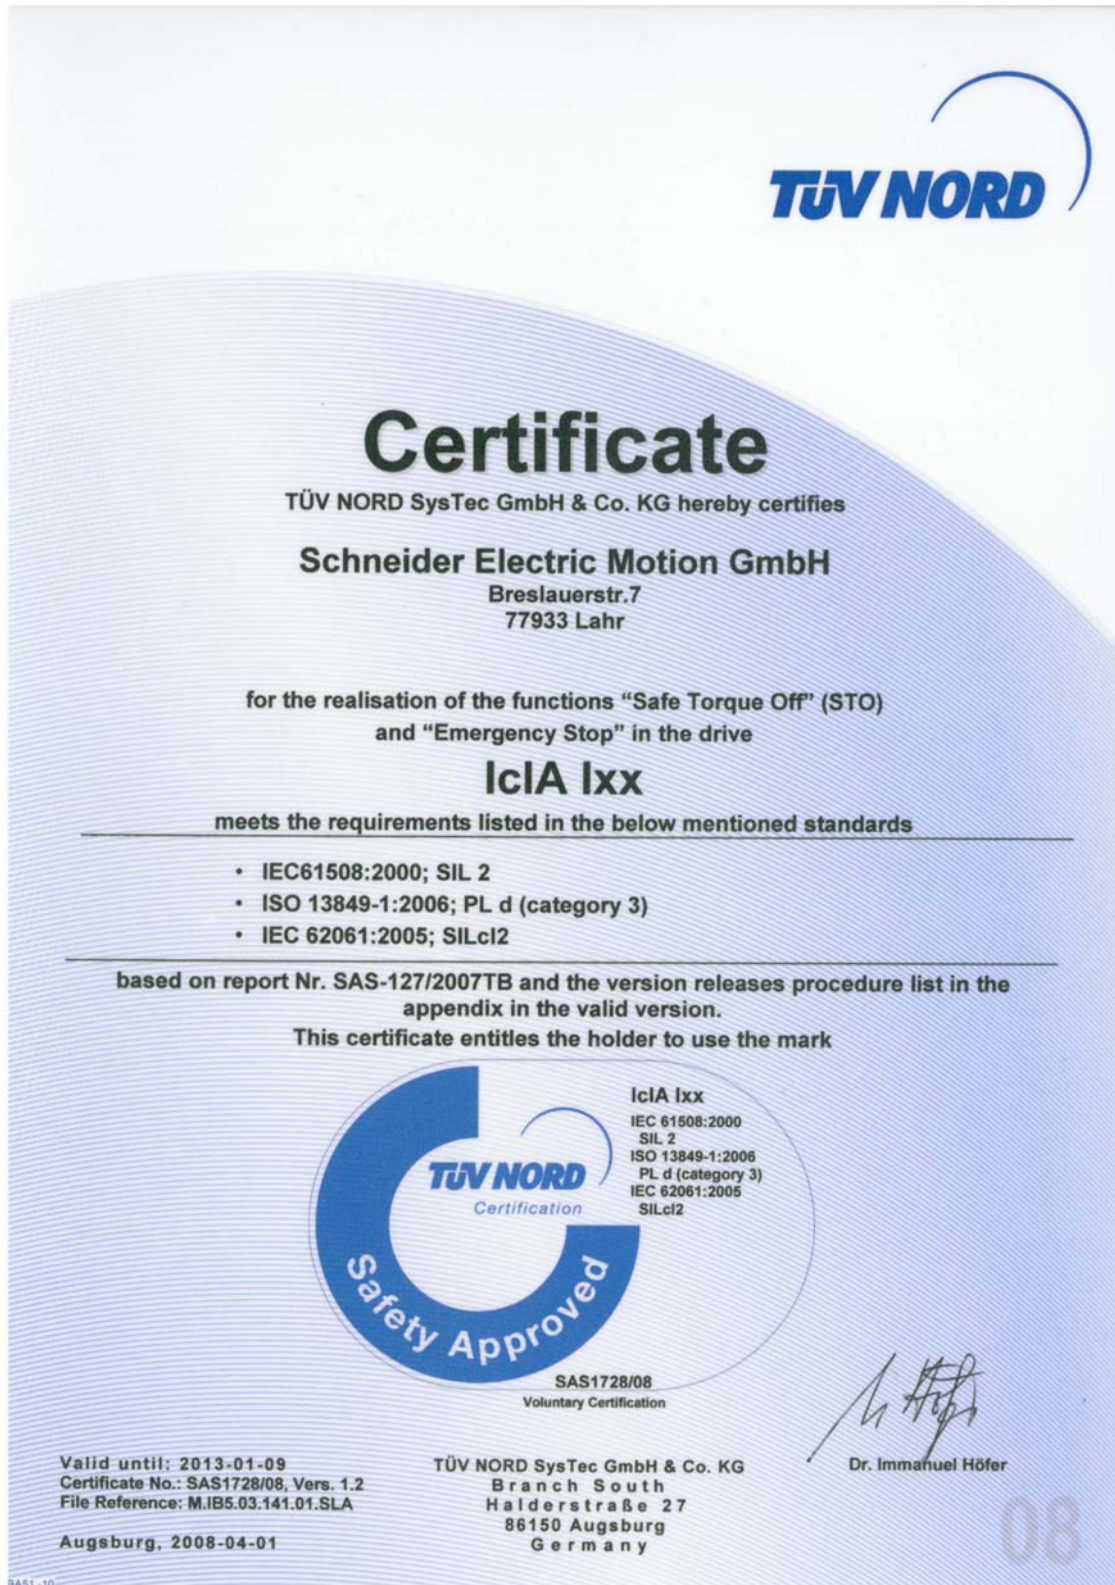 TÜV NORD
Certificate
TÜV NORD SysTec GmbH & Co. KG hereby certifies
Schneider Electric Motion GmbH
Breslauerstr.7
77933 Lahr
for the realisation of the functions “Safe Torque Off” (STO)
and “Emergency Stop” in the drive
IclA Ixx
meets the requirements listed in the below mentioned standards
• IEC61508:2000; SIL 2
• ISO 13849-1:2006; PL d (category 3)
• IEC 62061:2005; SILcl2
based on report Nr. SAS-127/2007TB and the version releases procedure list in the
appendix in the valid version.
This certificate entitles the holder to use the mark
IclA Ixx
IEC 61508:2000
SIL 2
ISO 13849-1:2006
PL d (category 3)
IEC 62061:2005
SILcl2
TÜV NORD
Certification
Safety Approved
SAS1728/08
Voluntary Certification
Valid until: 2013-01-09
Certificate No.: SAS1728/08, Vers. 1.2
File Reference: M.IB5.03.141.01.SLA
Augsburg, 2008-04-01
TÜV NORD SysTec GmbH & Co. KG
Branch South
Halderstraße 27
86150 Augsburg
Germany
Dr. Immanuel Höfer
08